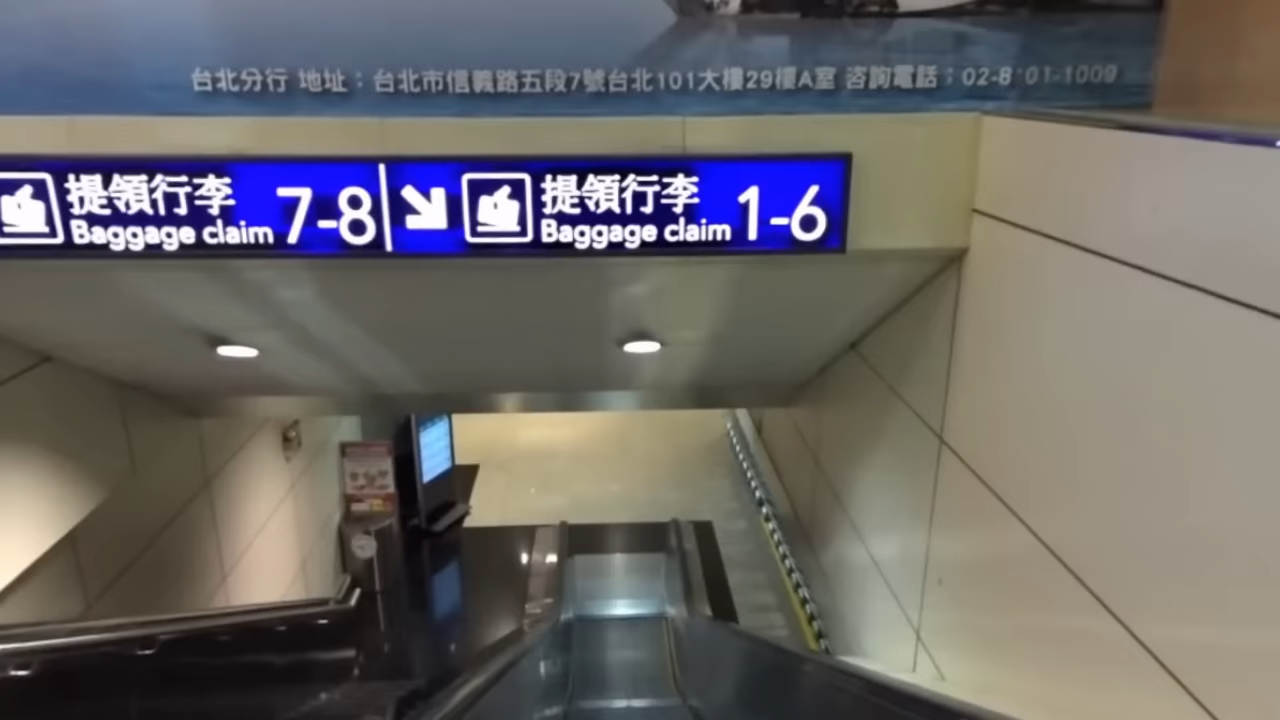 台北分行 地址：台北市信義路五段7號台北101大樓29樓A室 咨詢電話：02-8 01-1009
提領行李
Baggage claim 7-8
提領行李
Baggage claim 1-6